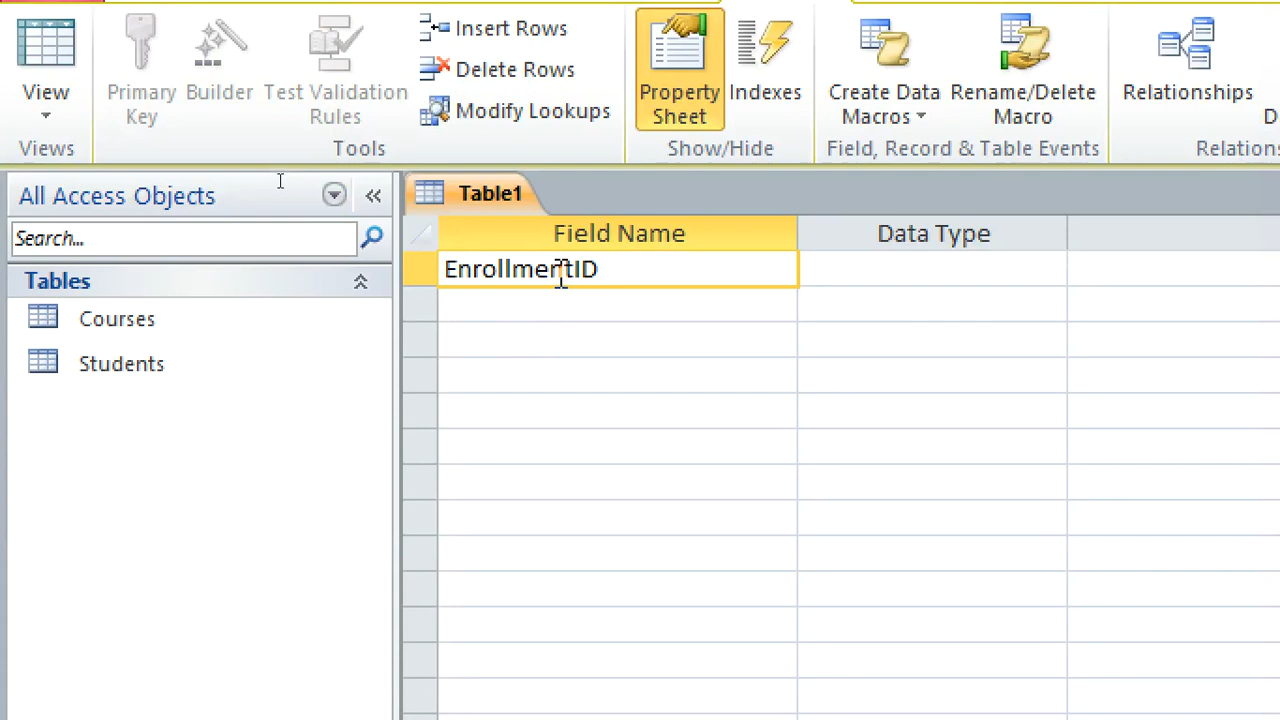 View
Views
Primary
Key
Builder
Test Validation
Rules
Insert Rows
Delete Rows
Modify Lookups
Tools
Property
Sheet
Indexes
Show/Hide
Create Data
Macros
Rename/Delete
Macro
Field, Record & Table Events
Relationships
D
Relations
All Access Objects
Search...
Tables
Courses
Students
Table1
Field Name
Data Type
EnrollmentID